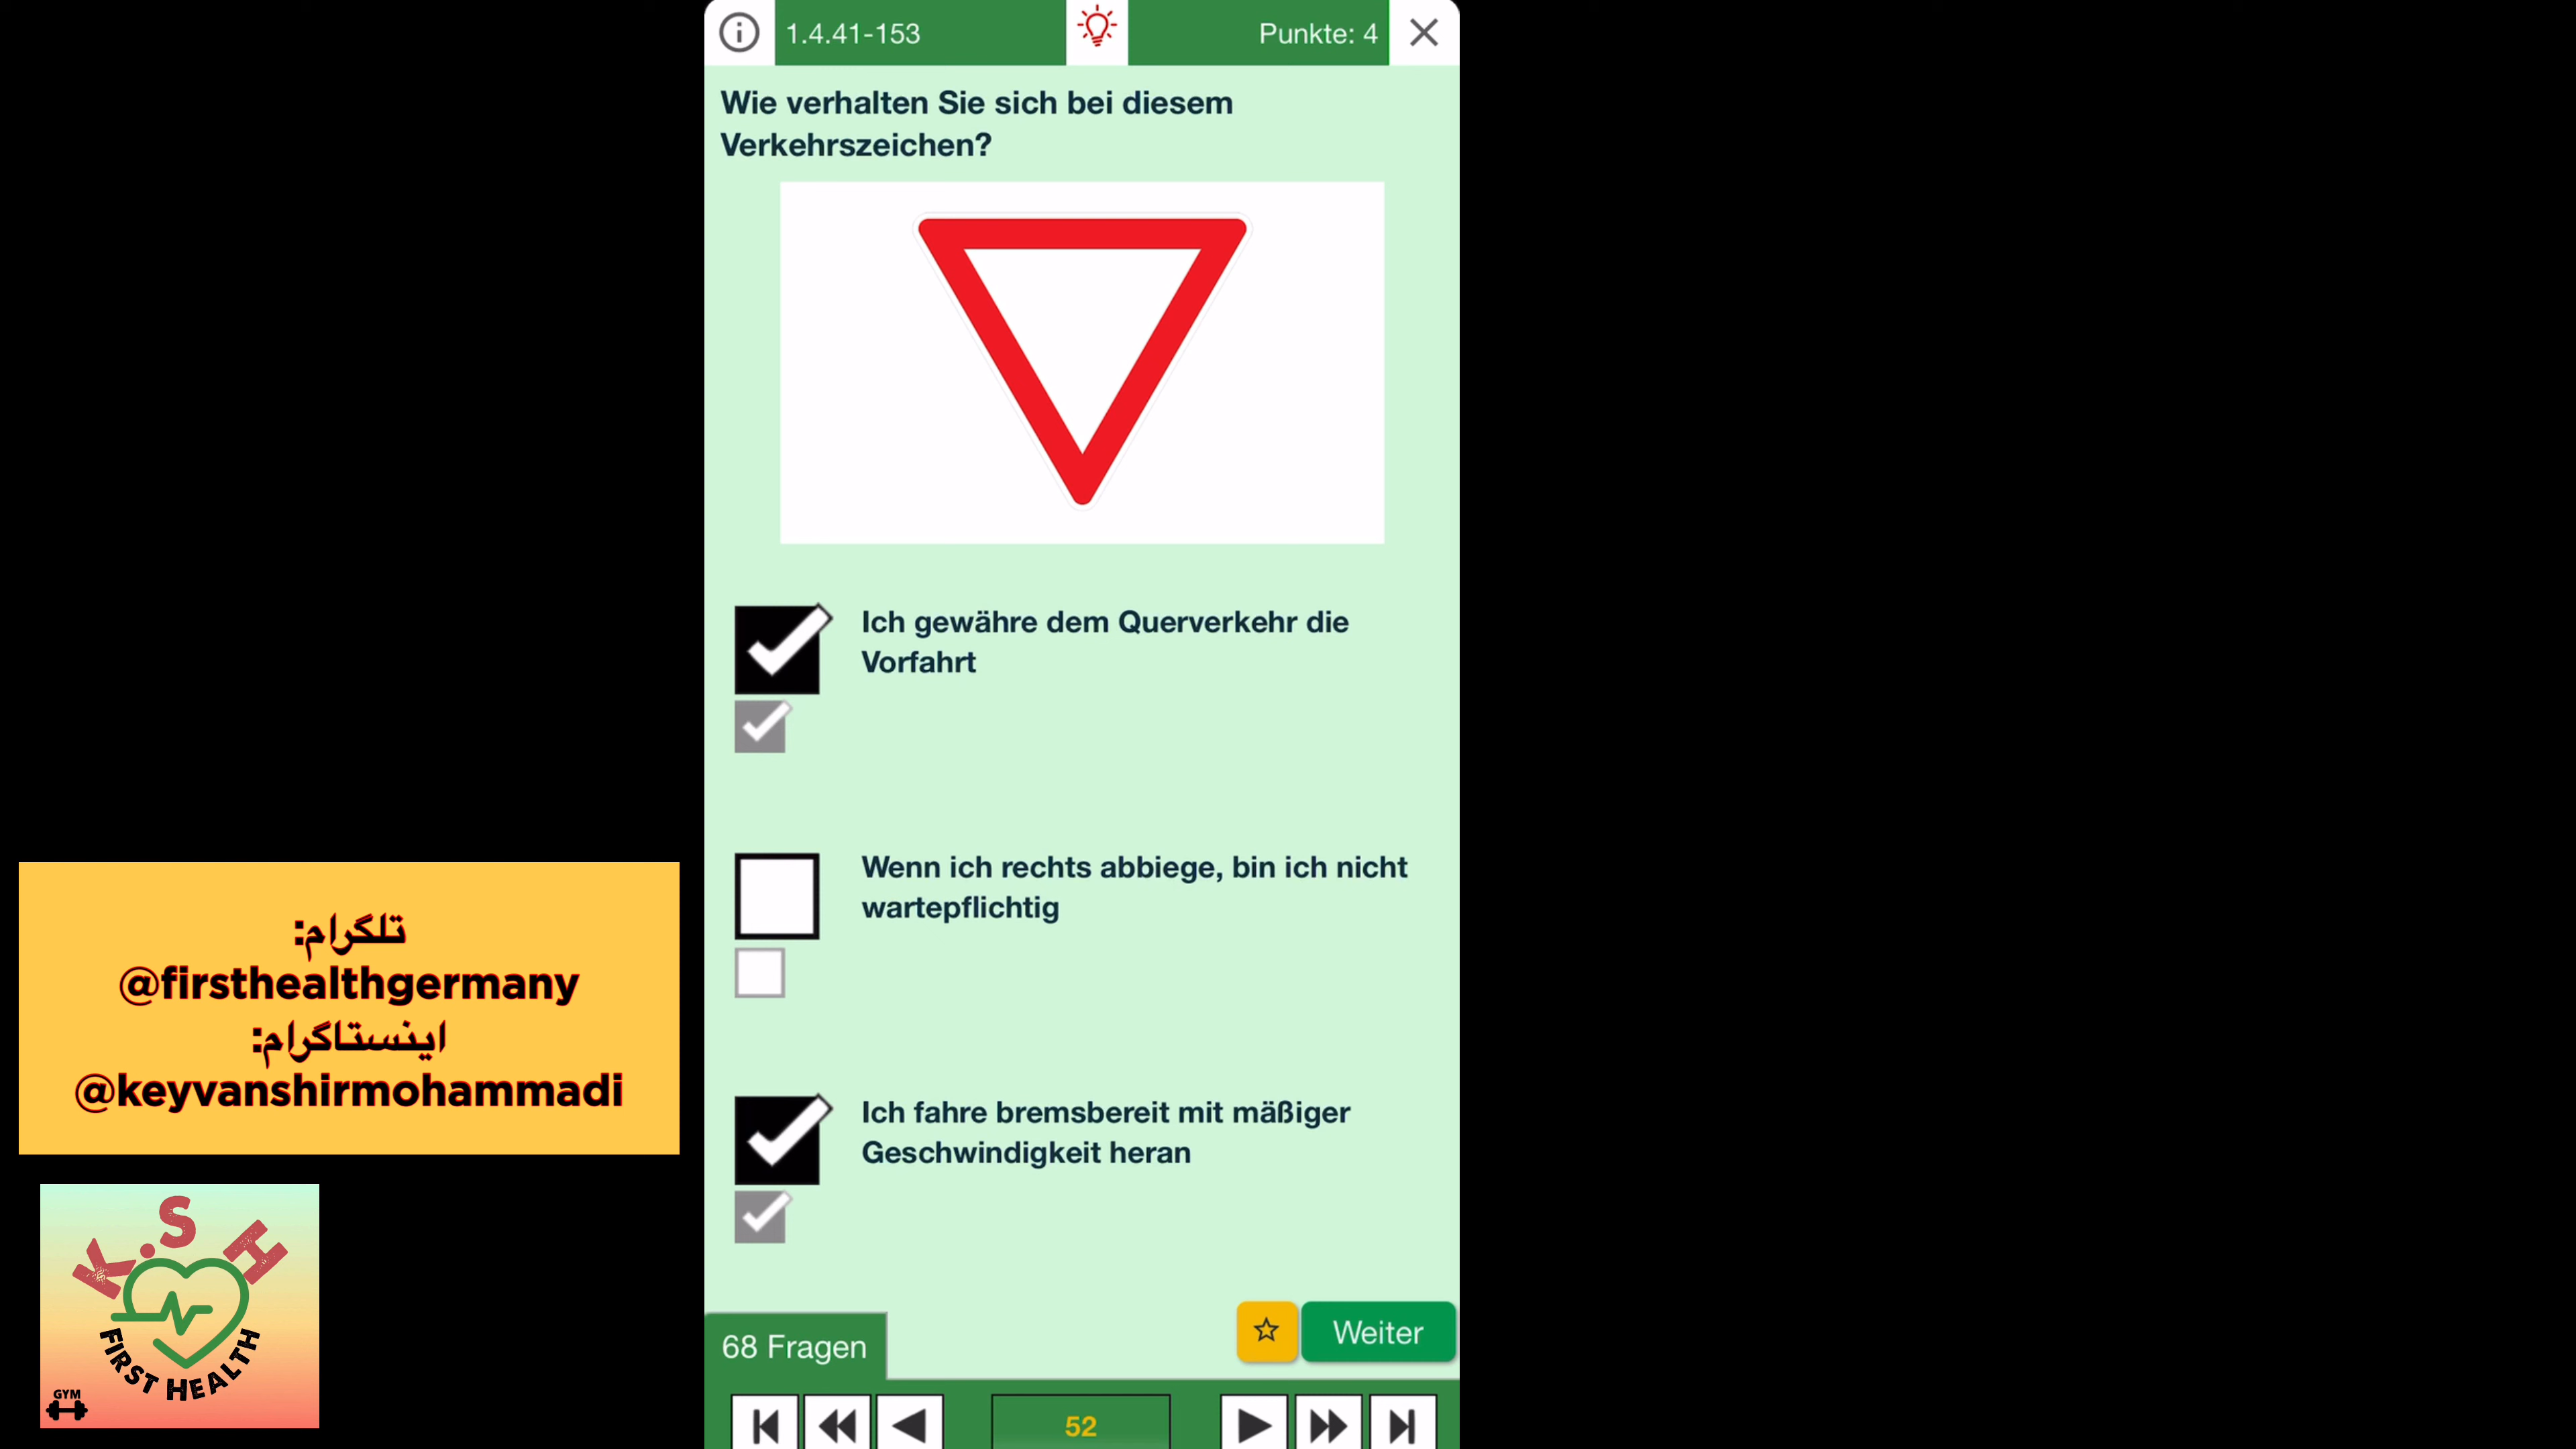 1.4.41-153
Punkte: 4
Wie verhalten Sie sich bei diesem
Verkehrszeichen?
Ich gewähre dem Querverkehr die
Vorfahrt
Wenn ich rechts abbiege, bin ich nicht
wartepflichtig
Ich fahre bremsbereit mit mäßiger
Geschwindigkeit heran
68 Fragen
Weiter
52
تلگرام:
@firsthealthgermany
اینستاگرام:
@keyvanshirmohammadi
K.SH
FIRST HEALTH
GYM